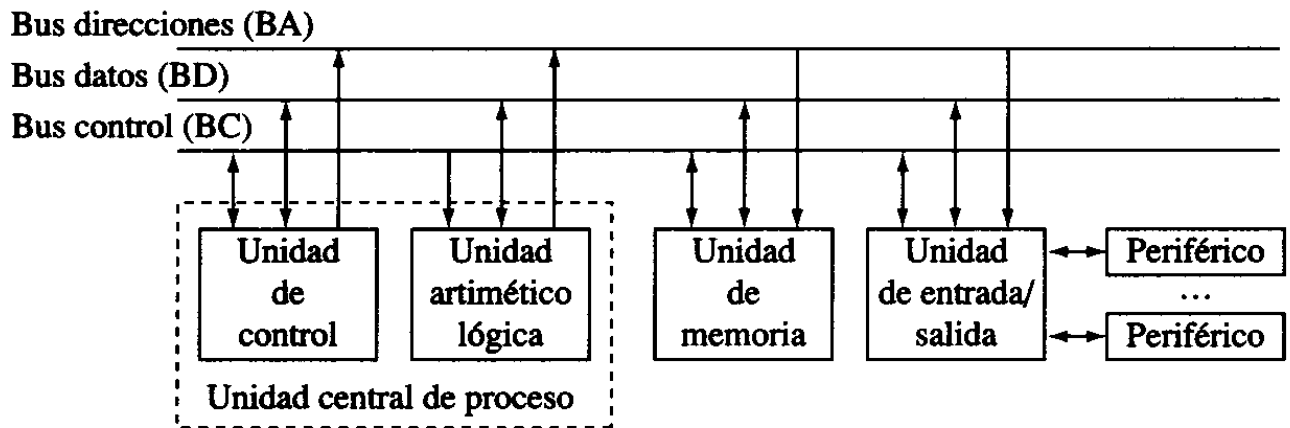 Bus direcciones (BA)
Bus datos (BD)
Bus control (BC)
Unidad
de
control
Unidad
artimético
lógica
Unidad
de
memoria
Unidad
de entrada/
salida
Periférico
...
Periférico
Unidad central de proceso